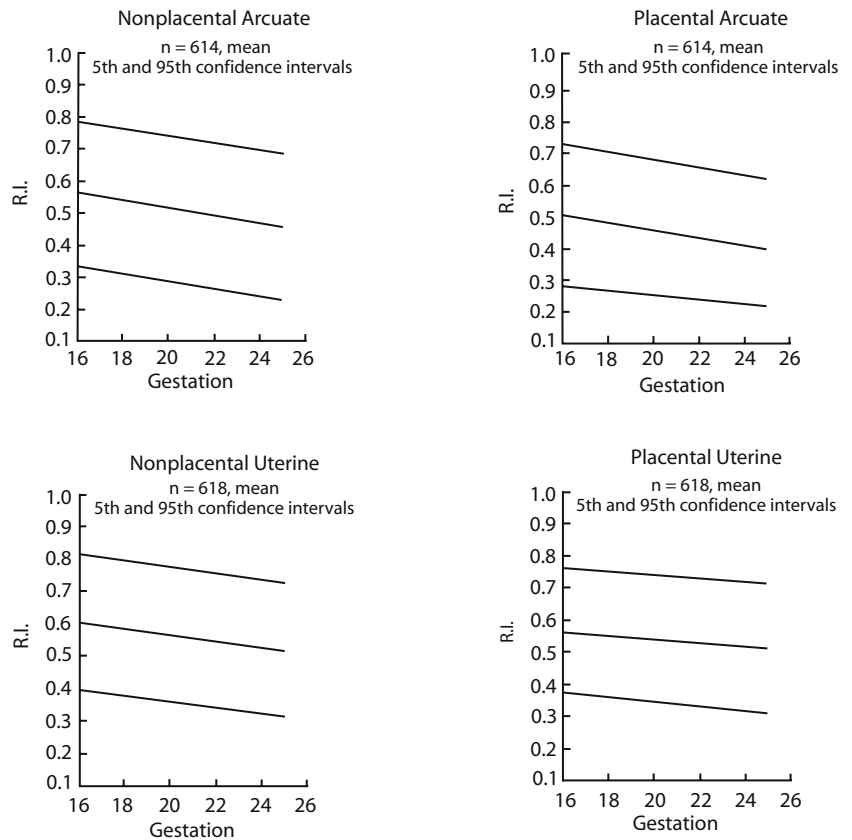 Nonplacental Arcuate
n = 614, mean
5th and 95th confidence intervals
1.0
0.9
0.8
0.7
0.6
0.5
0.4
0.3
0.2
0.1
R.I.
16 18 20 22 24 26
Gestation
Placental Arcuate
n = 614, mean
5th and 95th confidence intervals
1.0
0.9
0.8
0.7
0.6
0.5
0.4
0.3
0.2
0.1
R.I.
16 18 20 22 24 26
Gestation
Nonplacental Uterine
n = 618, mean
5th and 95th confidence intervals
1.0
0.9
0.8
0.7
0.6
0.5
0.4
0.3
0.2
0.1
R.I.
16 18 20 22 24 26
Gestation
Placental Uterine
n = 618, mean
5th and 95th confidence intervals
1.0
0.9
0.8
0.7
0.6
0.5
0.4
0.3
0.2
0.1
R.I.
16 18 20 22 24 26
Gestation